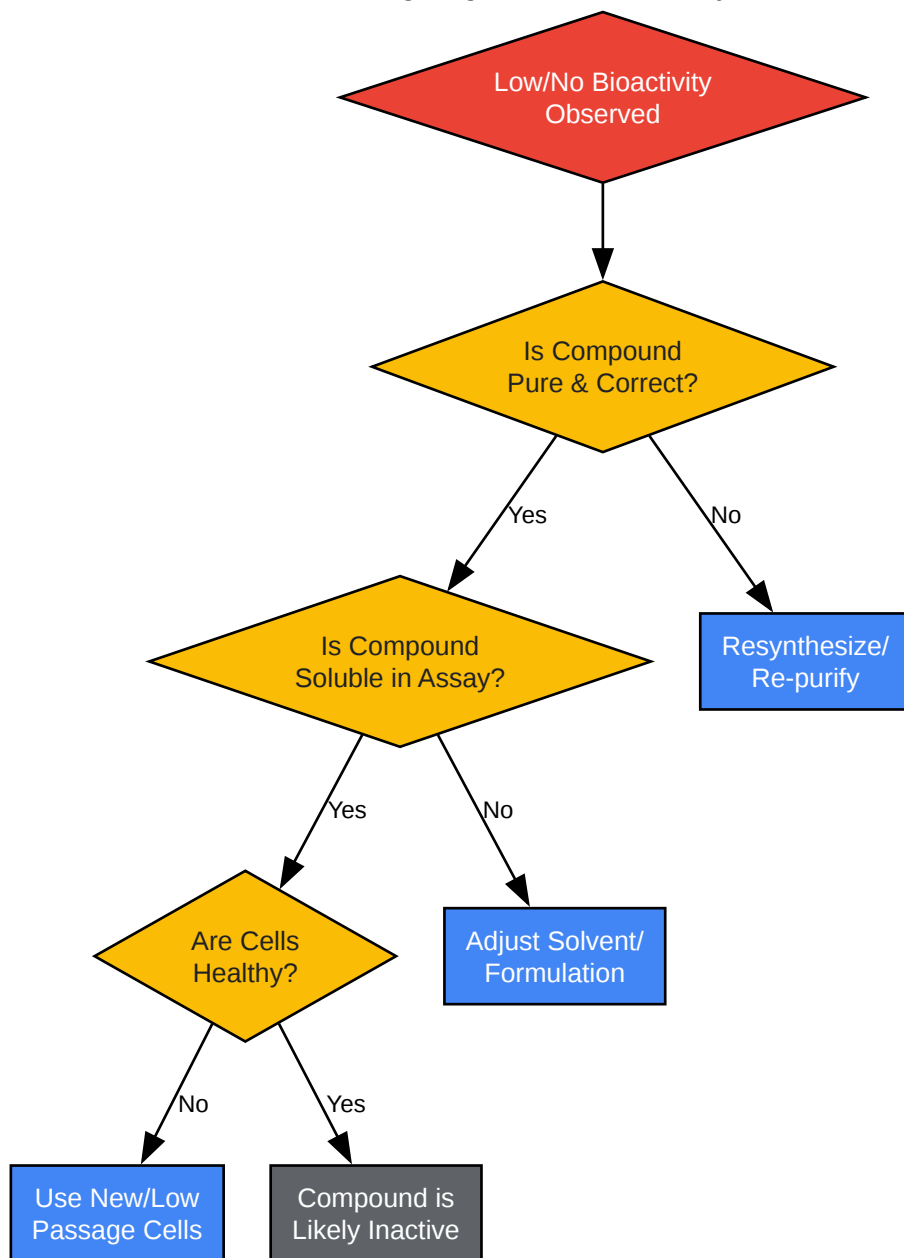 Low/No Bioactivity
Observed
Is Compound
Pure & Correct?
Yes
No
Is Compound
Soluble in Assay?
Resynthesize/
Re-purify
Yes
No
Are Cells
Healthy?
Adjust Solvent/
Formulation
No
Yes
Use New/Low
Passage Cells
Compound is
Likely Inactive